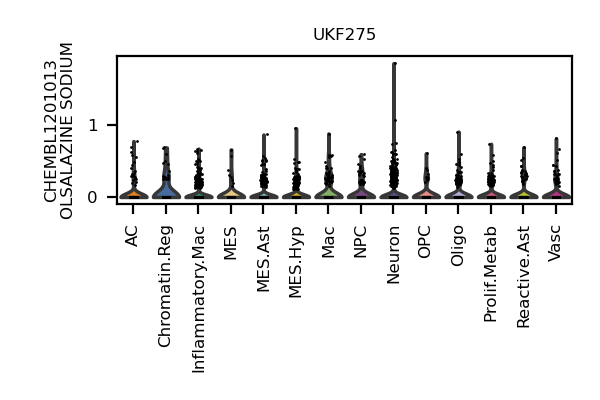 UKF275
CHEMBL1201013
OLSALAZINE SODIUM
1
0
AC
Chromatin.Reg
Inflammatory.Mac
MES
MES.Ast
MES.Hyp
Mac
NPC
Neuron
OPC
Oligo
Prolif.Metab
Reactive.Ast
Vasc